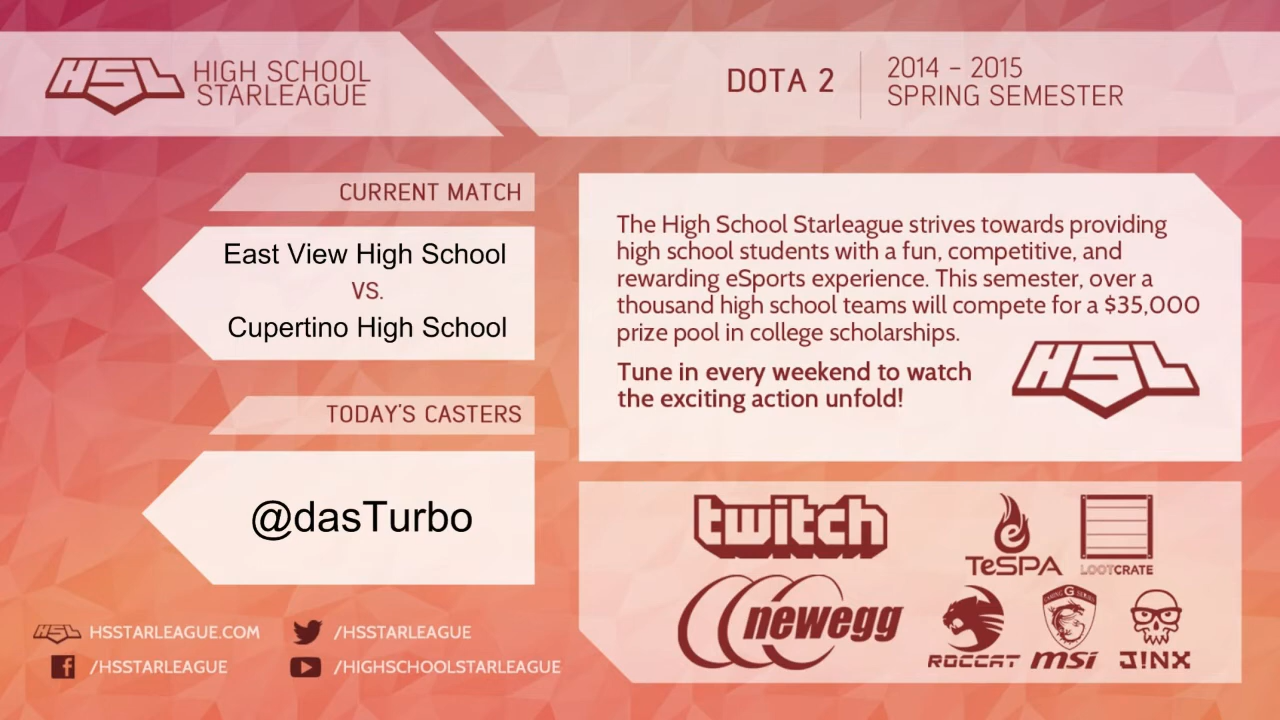 HSL HIGH SCHOOL
STARLEAGUE
DOTA 2
2014 – 2015
SPRING SEMESTER
CURRENT MATCH
East View High School
VS.
Cupertino High School
TODAY'S CASTERS
@dasTurbo
HSL HSSTARLEAGUE.COM
/HSSTARLEAGUE
/HSSTARLEAGUE
/HIGHSCHOOLSTARLEAGUE
The High School Starleague strives towards providing
high school students with a fun, competitive, and
rewarding eSports experience. This semester, over a
thousand high school teams will compete for a $35,000
prize pool in college scholarships.
Tune in every weekend to watch
the exciting action unfold!
HSL
twitch
TeSPA
LOOTCRATE
newegg
ROCCAT
GAMING G SERIES
msi
J!NX